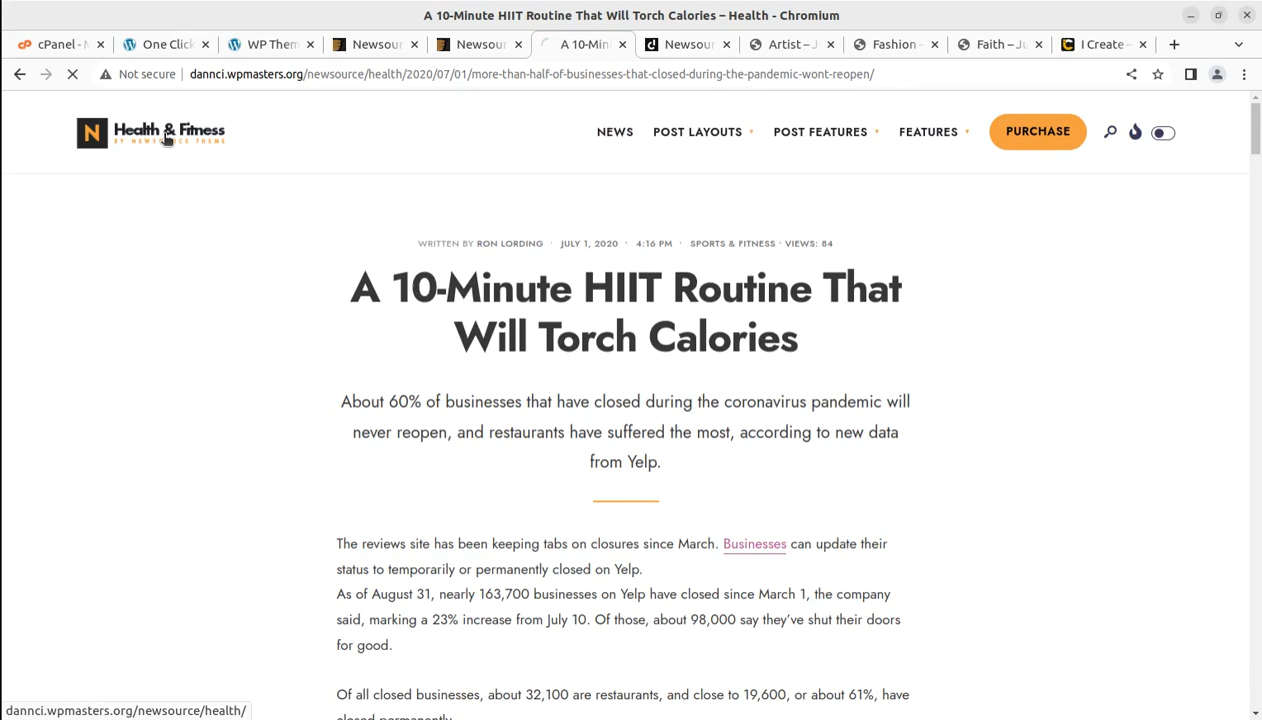 A 10-Minute HIIT Routine That Will Torch Calories – Health - Chromium
cPanel - M
One Click
WP Them
Newsour
Newsour
A 10-Min
Newsour
Artist – J
Fashion -
Faith – Ju
I Create -
Not secure
dannci.wpmasters.org/newsource/health/2020/07/01/more-than-half-of-businesses-that-closed-during-the-pandemic-wont-reopen/
N
Health & Fitness
BY NEWSOURCE THEME
NEWS
POST LAYOUTS
POST FEATURES
FEATURES
PURCHASE
WRITTEN BY RON LORDING · JULY 1, 2020 · 4:16 PM · SPORTS & FITNESS · VIEWS: 84
A 10-Minute HIIT Routine That
Will Torch Calories
About 60% of businesses that have closed during the coronavirus pandemic will
never reopen, and restaurants have suffered the most, according to new data
from Yelp.
The reviews site has been keeping tabs on closures since March. Businesses can update their
status to temporarily or permanently closed on Yelp.
As of August 31, nearly 163,700 businesses on Yelp have closed since March 1, the company
said, marking a 23% increase from July 10. Of those, about 98,000 say they've shut their doors
for good.
Of all closed businesses, about 32,100 are restaurants, and close to 19,600, or about 61%, have
closed permanently.
dannci.wpmasters.org/newsource/health/